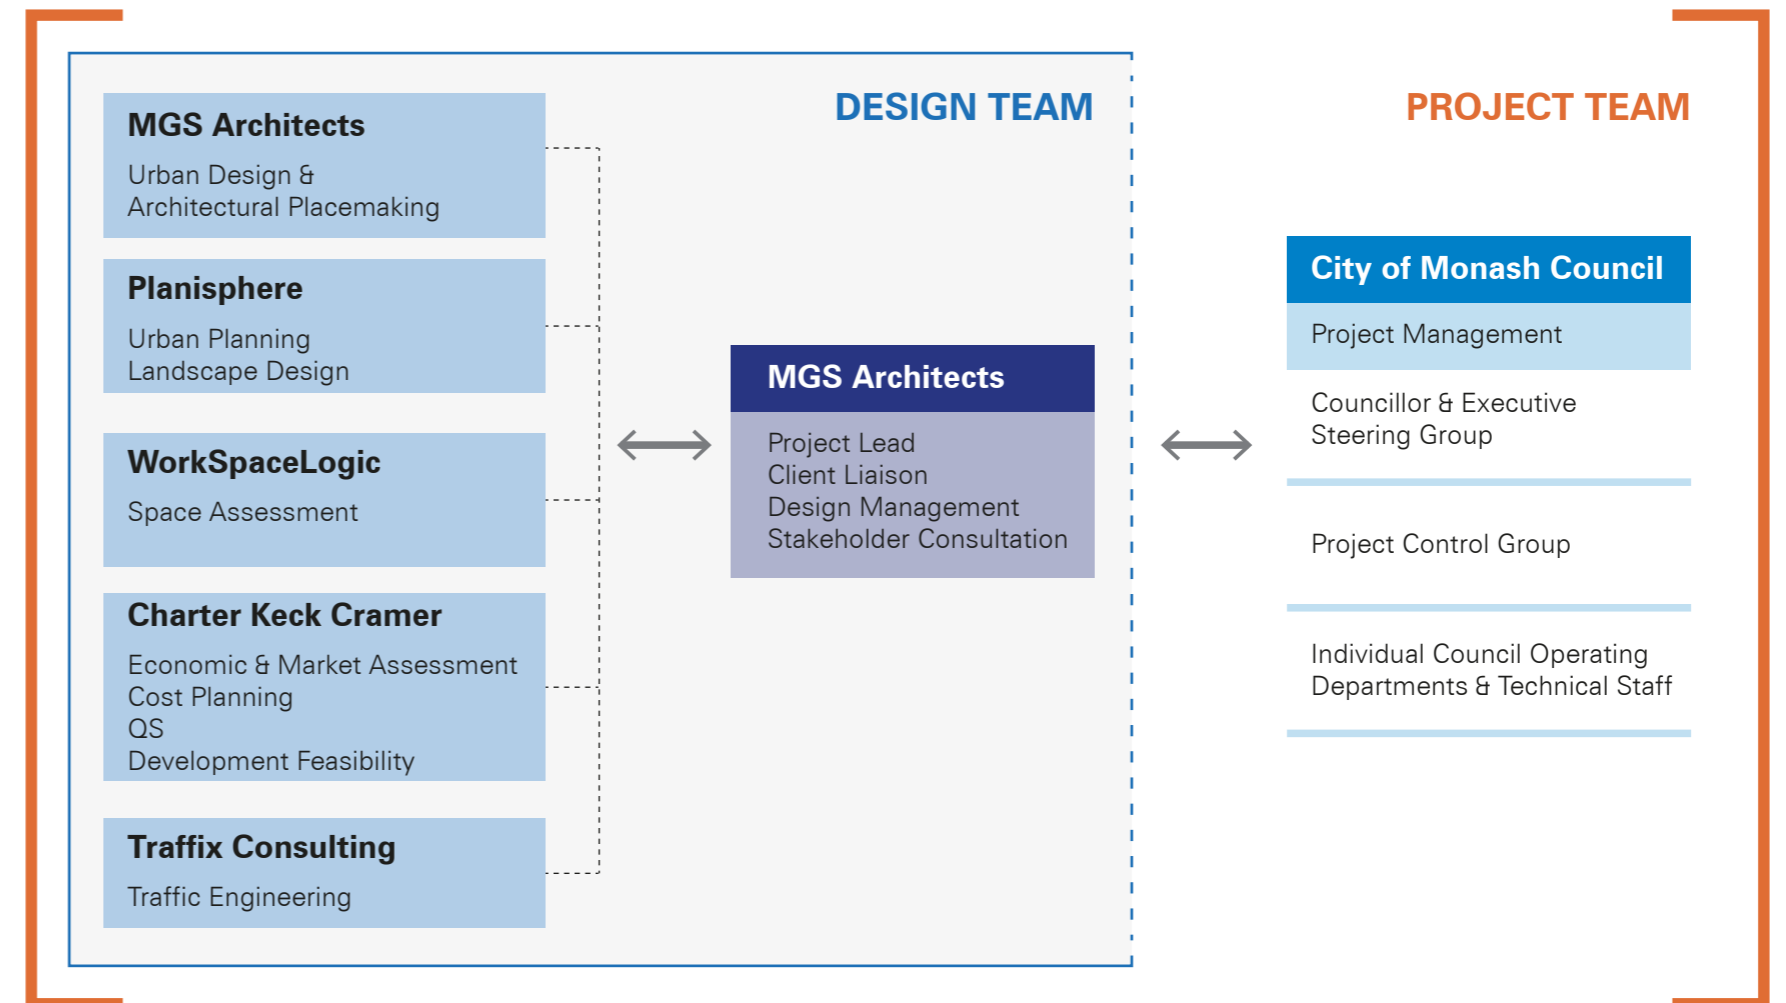 DESIGN TEAM
PROJECT TEAM
MGS Architects
Urban Design &
Architectural Placemaking
Planisphere
Urban Planning
Landscape Design
WorkSpaceLogic
Space Assessment
Charter Keck Cramer
Economic & Market Assessment
Cost Planning
QS
Development Feasibility
Traffix Consulting
Traffic Engineering
MGS Architects
Project Lead
Client Liaison
Design Management
Stakeholder Consultation
City of Monash Council
Project Management
Councillor & Executive
Steering Group
Project Control Group
Individual Council Operating
Departments & Technical Staff